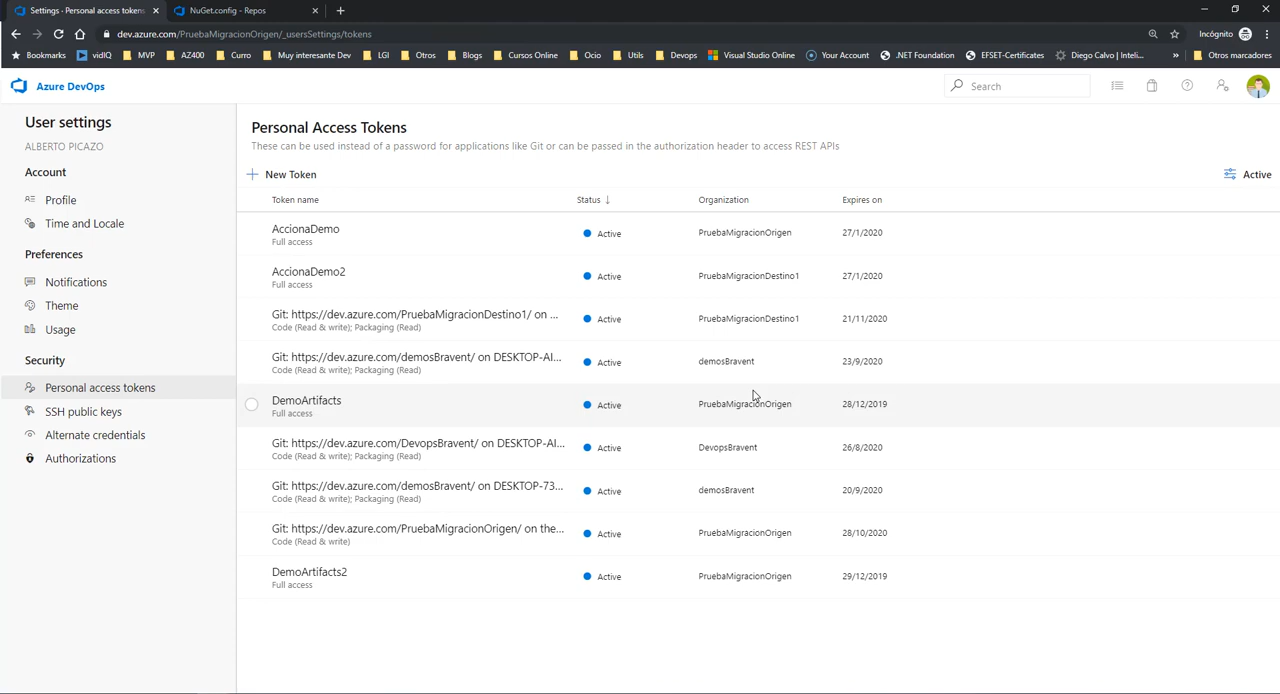 Settings - Personal access tokens
NuGet.config - Repos
dev.azure.com/PruebaMigracionOrigen/_usersSettings/tokens
Incógnito
Bookmarks
vidIQ
MVP
AZ400
Curro
Muy interesante Dev
LGI
Otros
Blogs
Cursos Online
Ocio
Utils
Devops
Visual Studio Online
Your Account
.NET Foundation
EFSET-Certificates
Diego Calvo | Inteli...
»
Otros marcadores
Azure DevOps
Search
User settings
ALBERTO PICAZO
Account
Profile
Time and Locale
Preferences
Notifications
Theme
Usage
Security
Personal access tokens
SSH public keys
Alternate credentials
Authorizations
Personal Access Tokens
These can be used instead of a password for applications like Git or can be passed in the authorization header to access REST APIs
New Token
Active
Token name Status ↓ Organization Expires on
AccionaDemo
Full access
Active PruebaMigracionOrigen 27/1/2020
AccionaDemo2
Full access
Active PruebaMigracionDestino1 27/1/2020
Git: https://dev.azure.com/PruebaMigracionDestino1/ on ...
Code (Read & write); Packaging (Read)
Active PruebaMigracionDestino1 21/11/2020
Git: https://dev.azure.com/demosBravent/ on DESKTOP-AI...
Code (Read & write); Packaging (Read)
Active demosBravent 23/9/2020
DemoArtifacts
Full access
Active PruebaMigracionOrigen 28/12/2019
Git: https://dev.azure.com/DevopsBravent/ on DESKTOP-AI...
Code (Read & write); Packaging (Read)
Active DevopsBravent 26/8/2020
Git: https://dev.azure.com/demosBravent/ on DESKTOP-73...
Code (Read & write); Packaging (Read)
Active demosBravent 20/9/2020
Git: https://dev.azure.com/PruebaMigracionOrigen/ on the...
Code (Read & write)
Active PruebaMigracionOrigen 28/10/2020
DemoArtifacts2
Full access
Active PruebaMigracionOrigen 29/12/2019